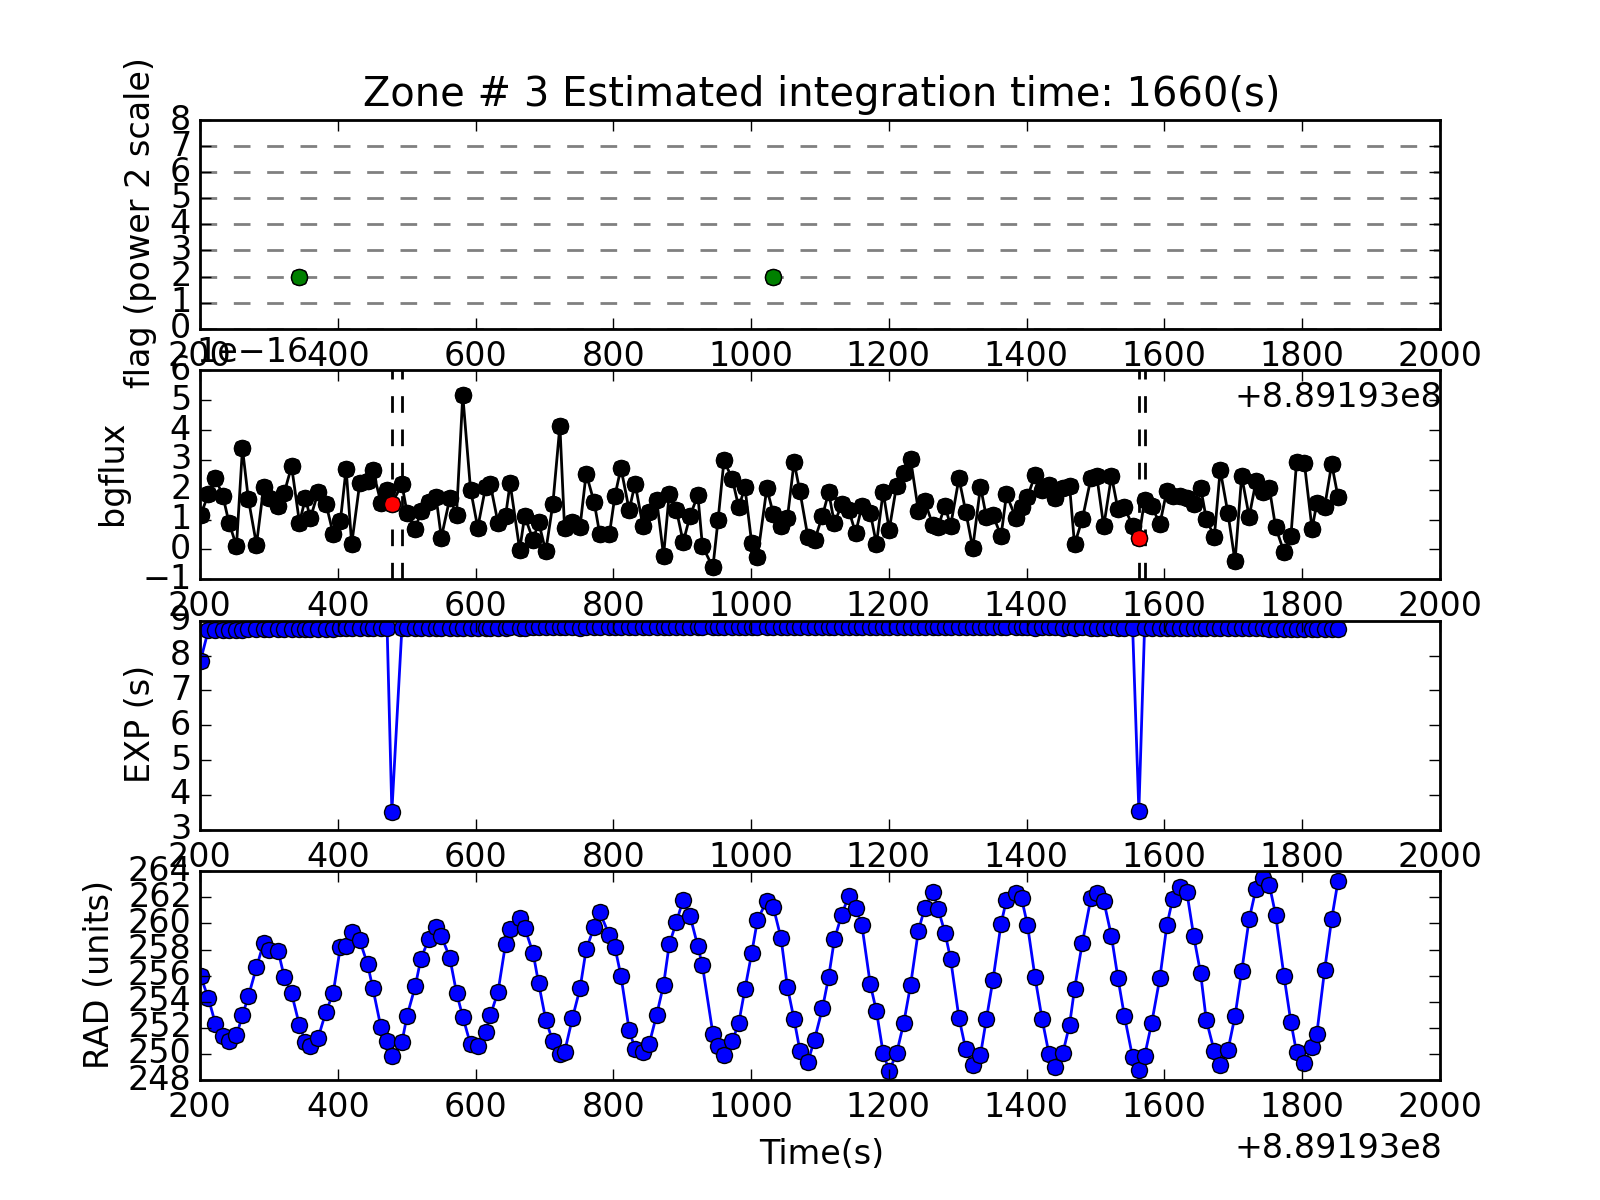 Zone # 3 Estimated integration time: 1660(s)
flag (power 2 scale)
8
7
6
5
4
3
2
1
0
200 400 600 800 1000 1200 1400 1600 1800 2000
1e−16
+8.89193e8
bgflux
6
5
4
3
2
1
0
−1
200 400 600 800 1000 1200 1400 1600 1800 2000
EXP (s)
9
8
7
6
5
4
3
200 400 600 800 1000 1200 1400 1600 1800 2000
RAD (units)
264
262
260
258
256
254
252
250
248
200 400 600 800 1000 1200 1400 1600 1800 2000
Time(s)
+8.89193e8